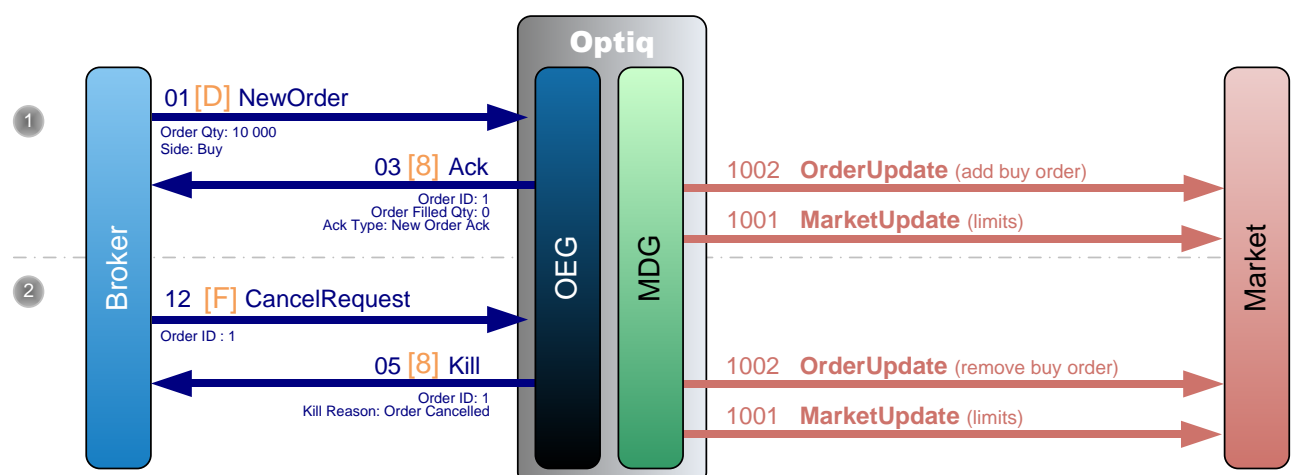 Optiq
1
01 [D] NewOrder
Order Qty: 10 000
Side: Buy
03 [8] Ack
Order ID: 1
Order Filled Qty: 0
Ack Type: New Order Ack
1002 OrderUpdate (add buy order)
1001 MarketUpdate (limits)
Broker
OEG
MDG
Market
2
12 [F] CancelRequest
Order ID : 1
05 [8] Kill
Order ID: 1
Kill Reason: Order Cancelled
1002 OrderUpdate (remove buy order)
1001 MarketUpdate (limits)